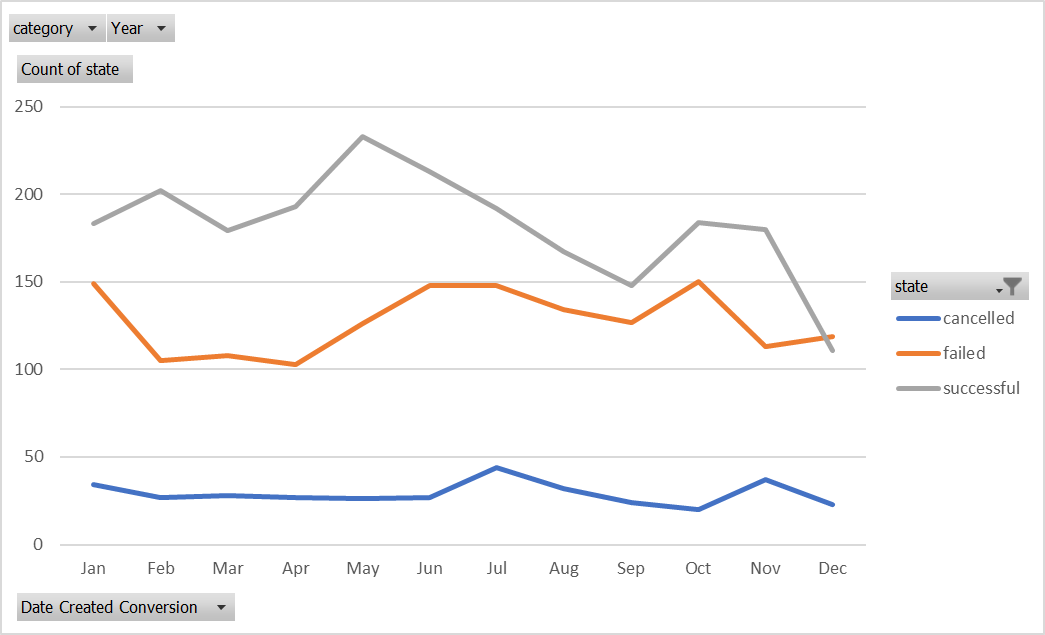 category Year
Count of state
250
200
150
100
50
0
Jan Feb Mar Apr May Jun Jul Aug Sep Oct Nov Dec
Date Created Conversion
state
cancelled
failed
successful